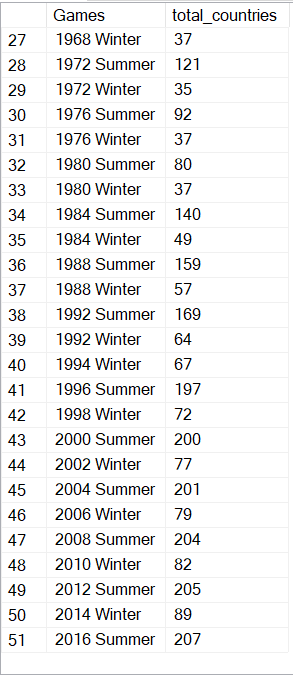 Games total_countries
27 1968 Winter 37
28 1972 Summer 121
29 1972 Winter 35
30 1976 Summer 92
31 1976 Winter 37
32 1980 Summer 80
33 1980 Winter 37
34 1984 Summer 140
35 1984 Winter 49
36 1988 Summer 159
37 1988 Winter 57
38 1992 Summer 169
39 1992 Winter 64
40 1994 Winter 67
41 1996 Summer 197
42 1998 Winter 72
43 2000 Summer 200
44 2002 Winter 77
45 2004 Summer 201
46 2006 Winter 79
47 2008 Summer 204
48 2010 Winter 82
49 2012 Summer 205
50 2014 Winter 89
51 2016 Summer 207